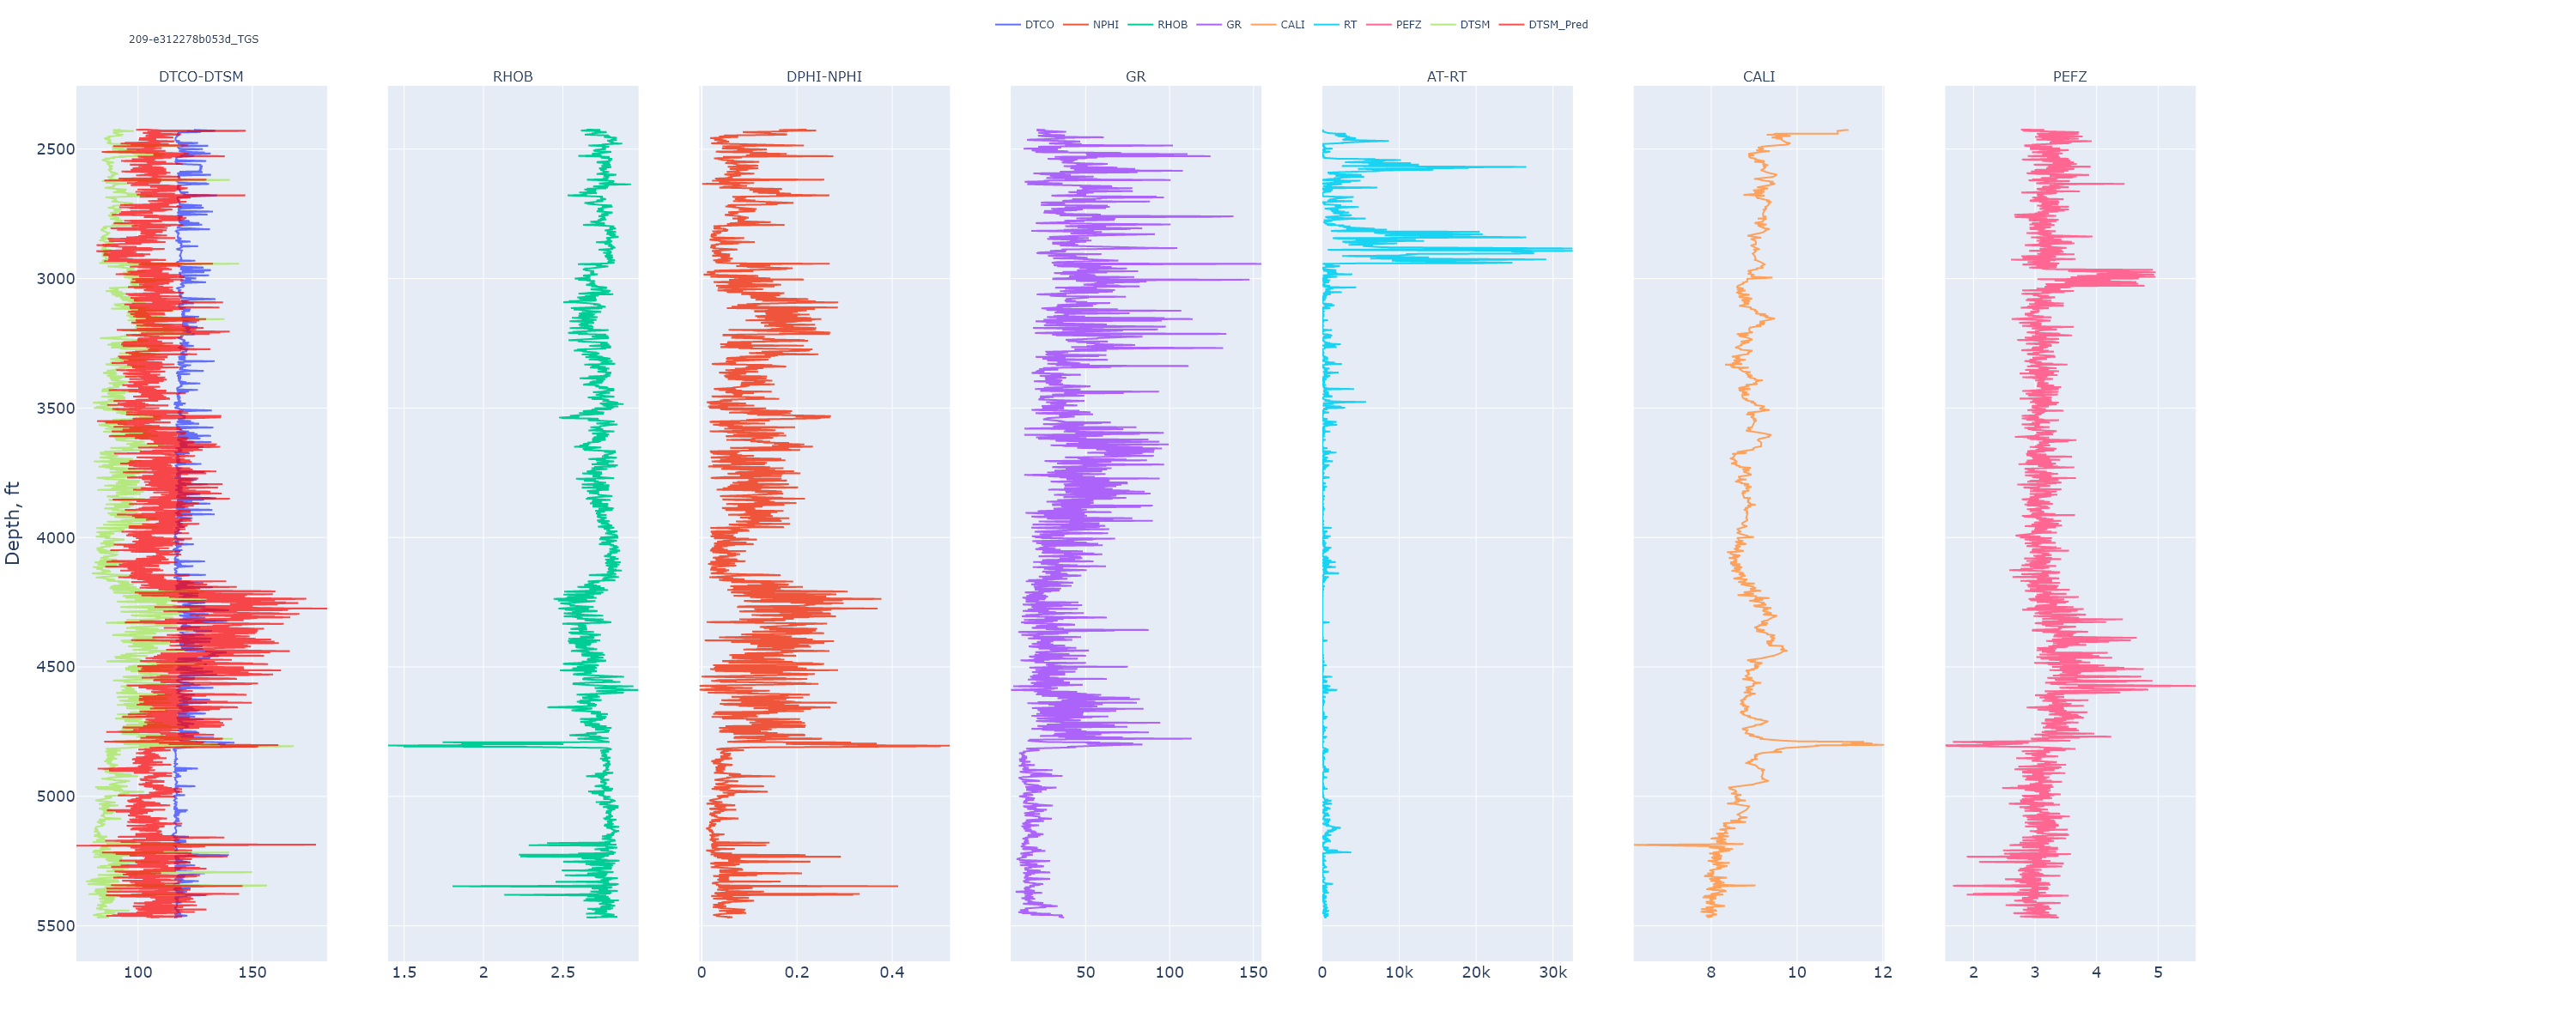 DTCO NPHI RHOB GR CALI RT PEFZ DTSM DTSM_Pred
209-e312278b053d_TGS
DTCO-DTSM RHOB DPHI-NPHI GR AT-RT CALI PEFZ
2500
3000
3500
4000
4500
5000
5500
Depth, ft
100 150 1.5 2 2.5 0 0.2 0.4 50 100 150 0 10k 20k 30k 8 10 12 2 3 4 5